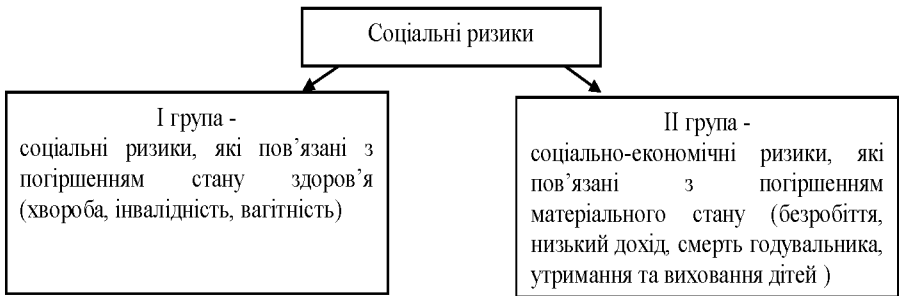 Соціальні ризики
І група -
соціальні ризики, які пов’язані з
погіршенням стану здоров’я
(хвороба, інвалідність, вагітність)
ІІ група -
соціально-економічні ризики, які
пов’язані з погіршенням
матеріального стану (безробіття,
низький дохід, смерть годувальника,
утримання та виховання дітей )